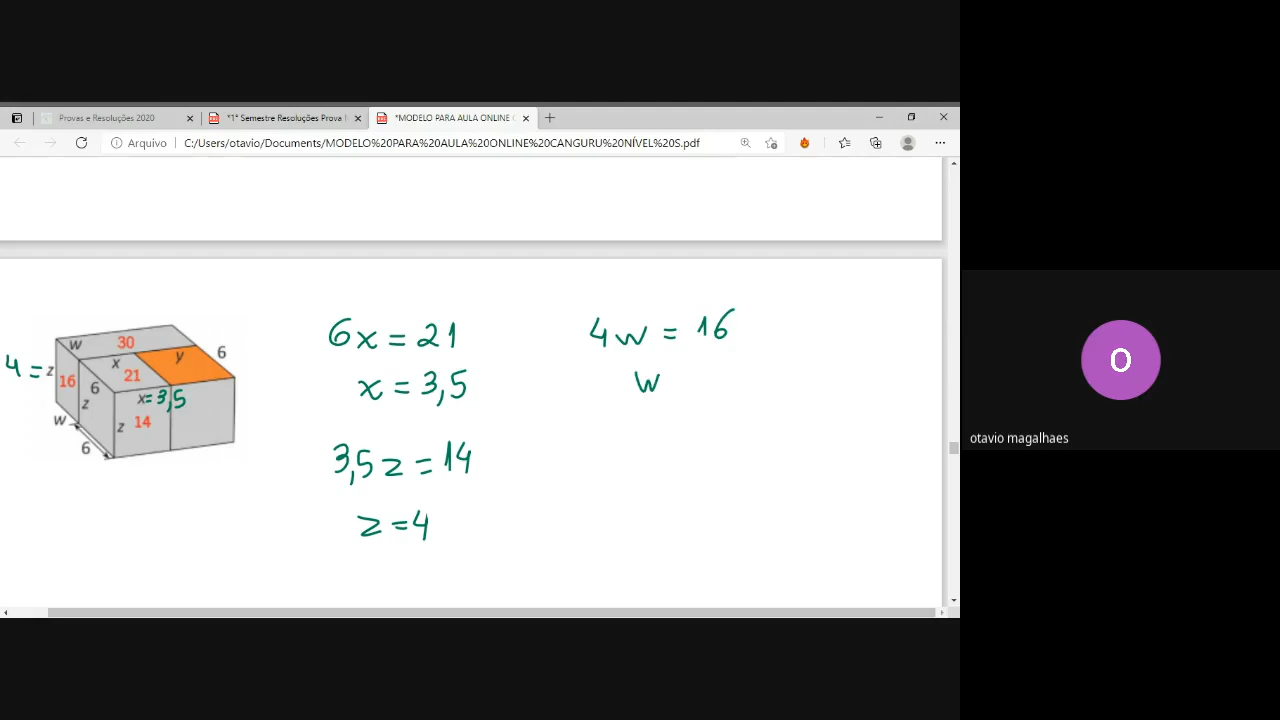 Provas e Resoluções 2020
*1° Semestre Resoluções Prova
*MODELO PARA AULA ONLINE
Arquivo
C:/Users/otavio/Documents/MODELO%20PARA%20AULA%20ONLINE%20CANGURU%20NÍVEL%20S.pdf
w 30
x y 6
4 = z 16 6 21
z x=3,5
w z 14
6
6x = 21
x = 3,5
3,5z = 14
z = 4
4w = 16
w
O
otavio magalhaes